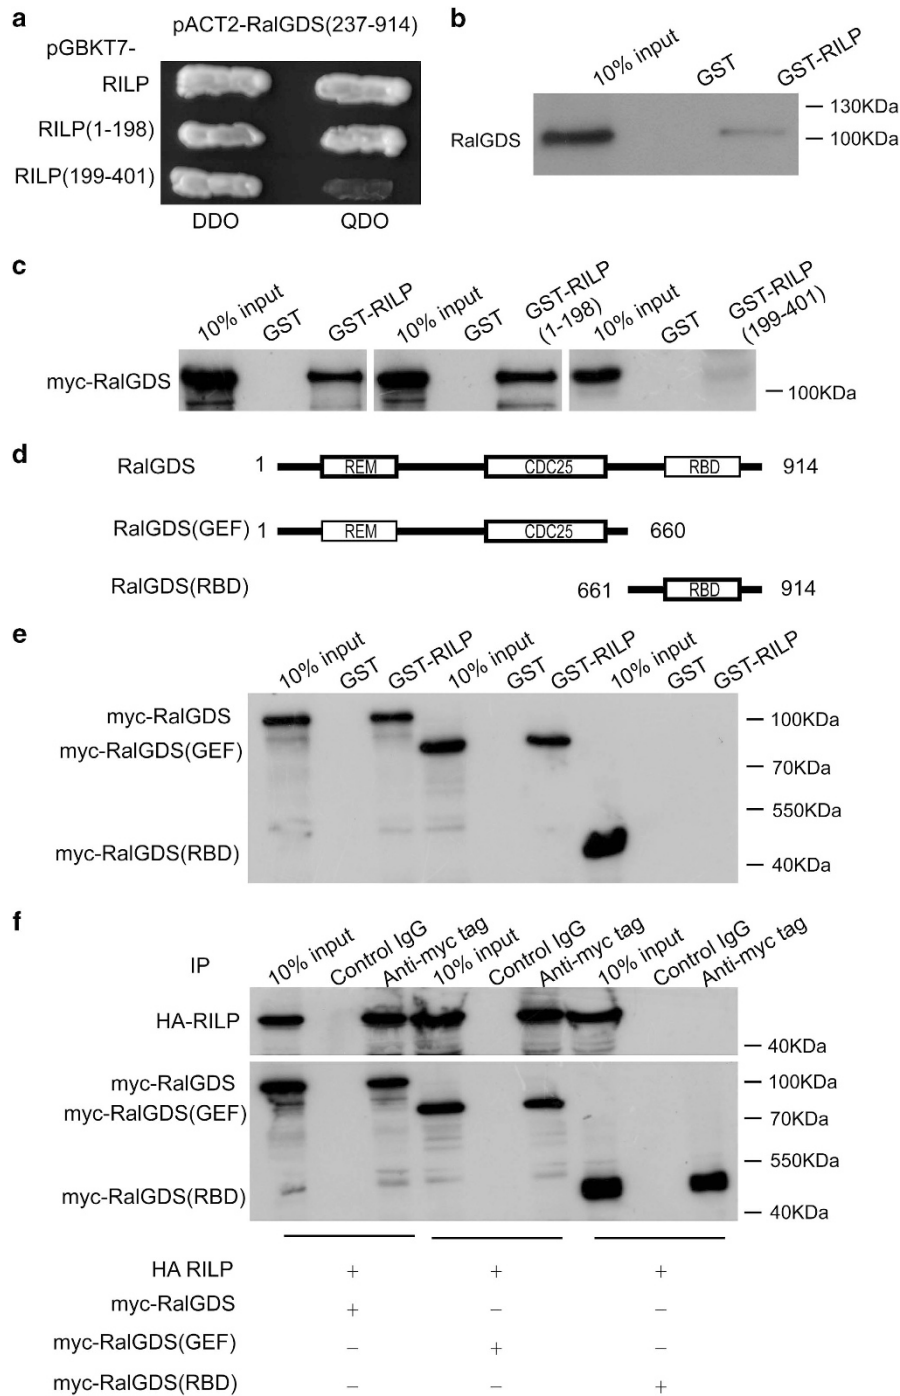 a
pACT2-RalGDS(237-914)
pGBKT7-
RILP
RILP(1-198)
RILP(199-401)
DDO QDO
b
10% input GST GST-RILP
130KDa
RalGDS 100KDa
c
10% input GST GST-RILP 10% input GST GST-RILP (1-198) 10% input GST GST-RILP (199-401)
myc-RalGDS 100KDa
d
RalGDS 1 REM CDC25 RBD 914
RalGDS(GEF) 1 REM CDC25 660
RalGDS(RBD) 661 RBD 914
e
10% input GST GST-RILP 10% input GST GST-RILP 10% input GST GST-RILP
myc-RalGDS 100KDa
myc-RalGDS(GEF) 70KDa
550KDa
myc-RalGDS(RBD) 40KDa
f
IP 10% input Control IgG Anti-myc tag 10% input Control IgG Anti-myc tag 10% input Control IgG Anti-myc tag
HA-RILP
40KDa
myc-RalGDS 100KDa
myc-RalGDS(GEF) 70KDa
550KDa
myc-RalGDS(RBD) 40KDa
HA RILP + + +
myc-RalGDS + – –
myc-RalGDS(GEF) – + –
myc-RalGDS(RBD) – – +